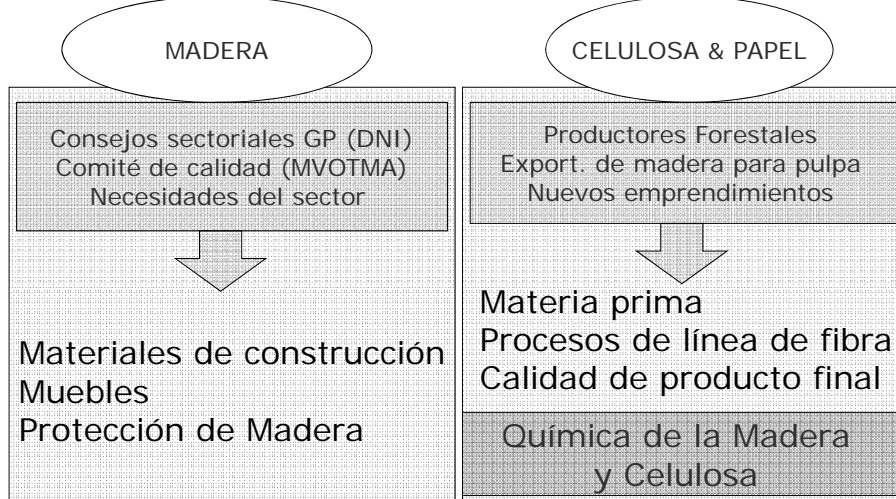 MADERA
Consejos sectoriales GP (DNI)
Comité de calidad (MVOTMA)
Necesidades del sector
Materiales de construcción
Muebles
Protección de Madera
CELULOSA & PAPEL
Productores Forestales
Export. de madera para pulpa
Nuevos emprendimientos
Materia prima
Procesos de línea de fibra
Calidad de producto final
Química de la Madera
y Celulosa